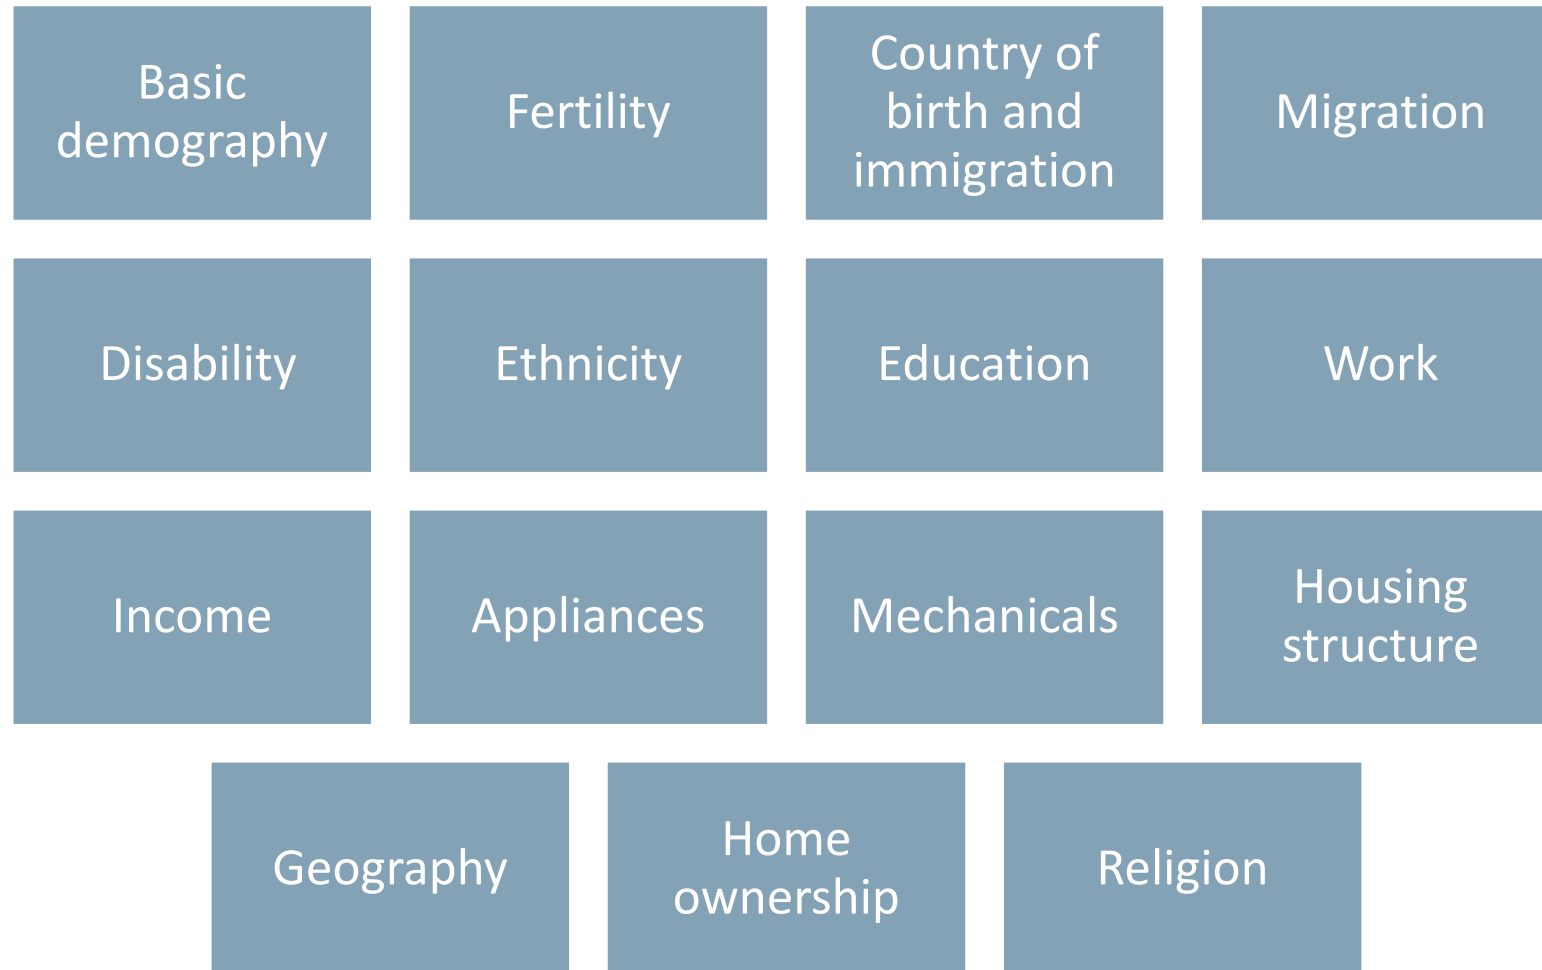 Basic
demography
Fertility
Country of
birth and
immigration
Migration
Disability
Ethnicity
Education
Work
Income
Appliances
Mechanicals
Housing
structure
Geography
Home
ownership
Religion